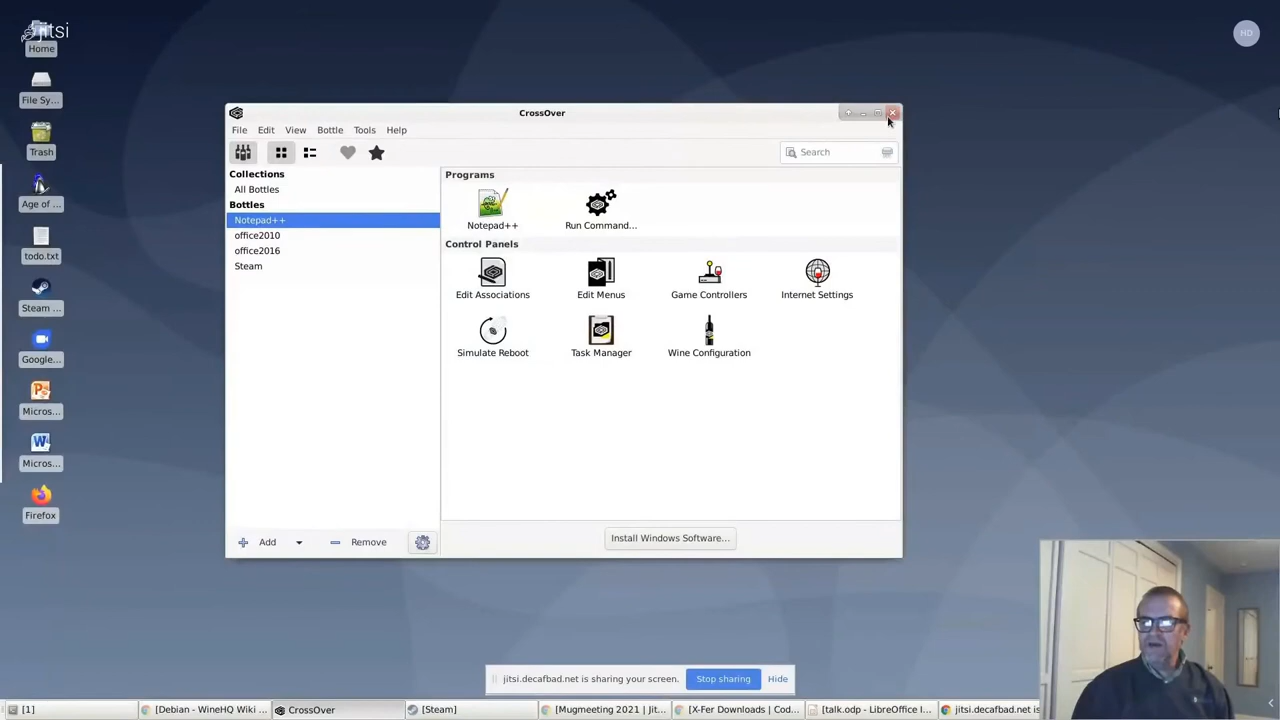 jitsi
HD
Home
File Sy...
Trash
Age of ...
todo.txt
Steam ...
Google...
Micros...
Micros...
Firefox
CrossOver
File Edit View Bottle Tools Help
Search
Collections
All Bottles
Bottles
Notepad++
office2010
office2016
Steam
Add
Remove
Programs
Notepad++
Run Command...
Control Panels
Edit Associations
Edit Menus
Game Controllers
Internet Settings
Simulate Reboot
Task Manager
Wine Configuration
Install Windows Software...
jitsi.decafbad.net is sharing your screen.
Stop sharing
Hide
[1]
[Debian - WineHQ Wiki ...
CrossOver
[Steam]
[Mugmeeting 2021 | Jit...
[X-Fer Downloads | Cod...
[talk.odp - LibreOffice I...
jitsi.decafbad.net is